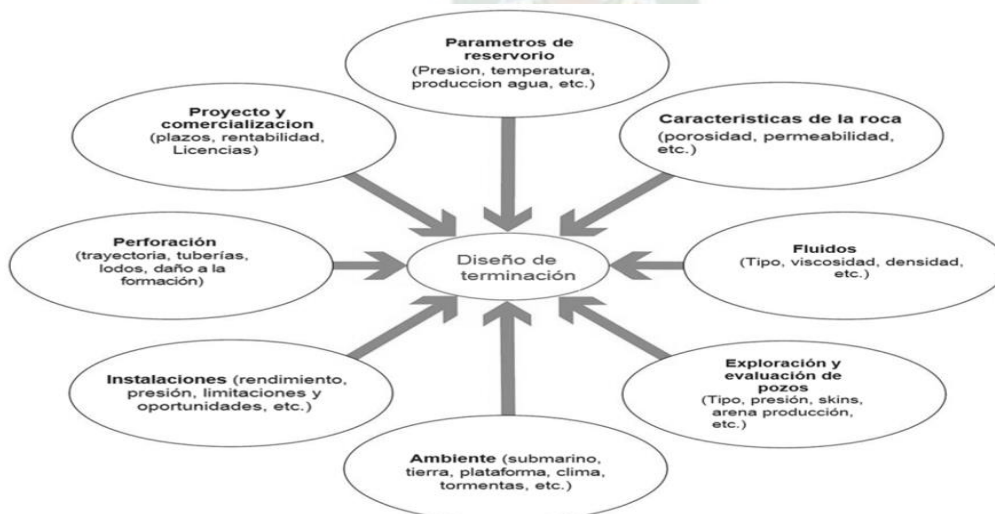 Parametros de
reservorio
(Presion, temperatura,
produccion agua, etc.)
Proyecto y
comercializacion
(plazos, rentabilidad,
Licencias)
Caracteristicas de la roca
(porosidad, permeabilidad,
etc.)
Perforación
(trayectoria, tuberías,
lodos, daño a la
formación)
Diseño de
terminación
Fluidos
(Tipo, viscosidad, densidad,
etc.)
Instalaciones (rendimiento,
presión, limitaciones y
oportunidades, etc.)
Exploración y
evaluación de
pozos
(Tipo, presión, skins,
arena producción,
etc.)
Ambiente (submarino,
tierra, plataforma, clima,
tormentas, etc.)